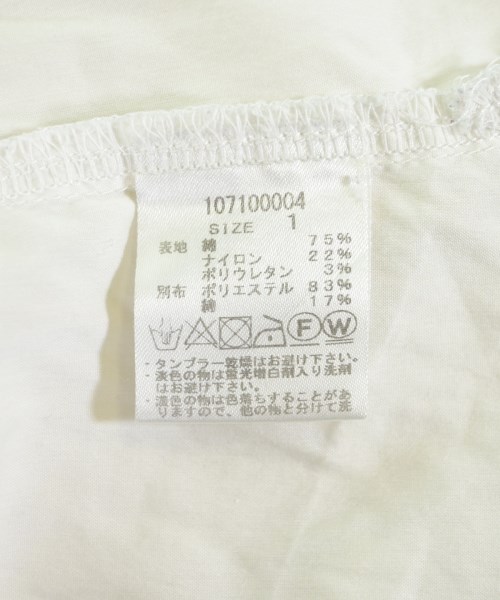 107100004
SIZE 1
表地 綿 75%
ナイロン 22%
ポリウレタン 3%
別布 ポリエステル 83%
綿 17%
F W
・タンブラー乾燥はお避け下さい。
・淡色の物は蛍光増白剤入り洗剤
はお避け下さい。
・濃色の物は色落ちすることがあ
りますので、他の物と分けて洗